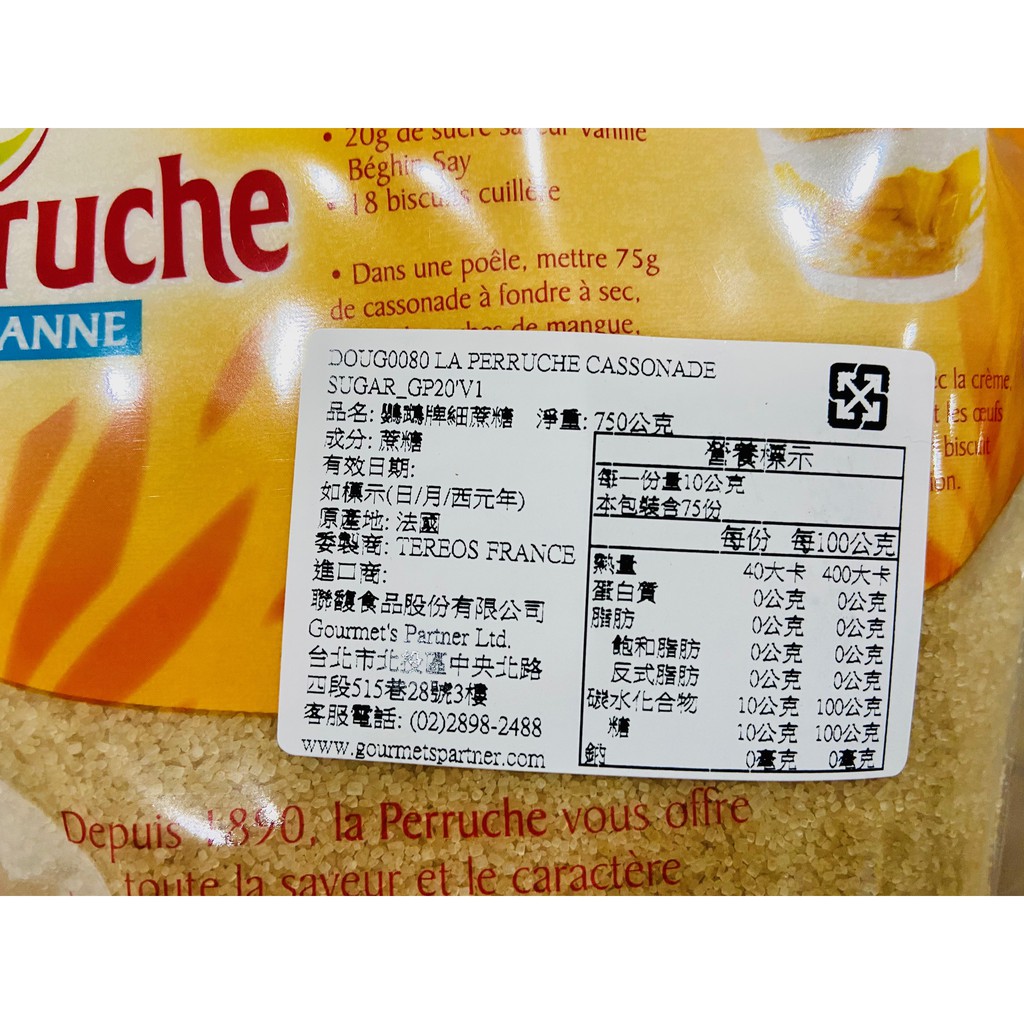 ruche
ANNE
• 20g de sucre vanille
Béghin Say
18 biscuits cuillère
• Dans une poêle, mettre 75g
de cassonade à fondre à sec,
de mangue,
la crème,
les œufs
biscuit
DOUG0080 LA PERRUCHE CASSONADE
SUGAR_GP20'V1
品名: 鸚鵡牌細蔗糖 淨重: 750公克
成分: 蔗糖
有效日期:
如標示(日/月/西元年)
原產地: 法國
委製商: TEREOS FRANCE
進口商:
聯馥食品股份有限公司
Gourmet's Partner Ltd.
台北市北投區中央北路
四段515巷28號3樓
客服電話: (02)2898-2488
www.gourmetspartner.com
營養標示
每一份量10公克
本包裝含75份
每份 每100公克
熱量 40大卡 400大卡
蛋白質 0公克 0公克
脂肪 0公克 0公克
飽和脂肪 0公克 0公克
反式脂肪 0公克 0公克
碳水化合物 10公克 100公克
糖 10公克 100公克
鈉 0毫克 0毫克
Depuis 1890, la Perruche vous offre
toute la saveur et le caractère